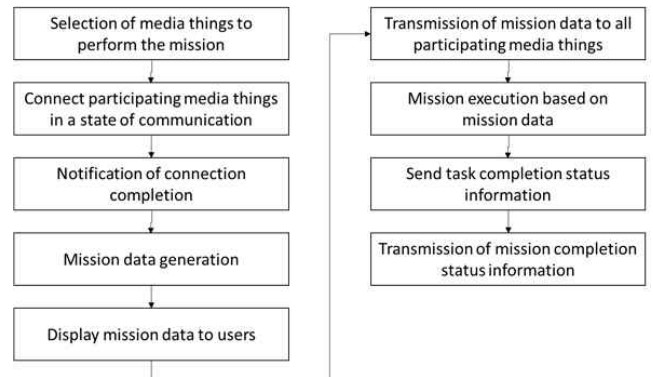 Selection of media things to
perform the mission
Connect participating media things
in a state of communication
Notification of connection
completion
Mission data generation
Display mission data to users
Transmission of mission data to all
participating media things
Mission execution based on
mission data
Send task completion status
information
Transmission of mission completion
status information